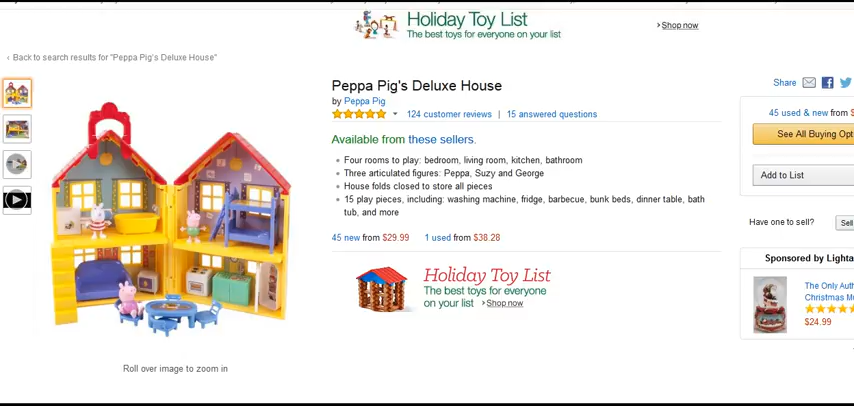 Holiday Toy List
The best toys for everyone on your list
› Shop now
‹ Back to search results for "Peppa Pig's Deluxe House"
Peppa Pig's Deluxe House
by Peppa Pig
124 customer reviews | 15 answered questions
Available from these sellers.
Four rooms to play: bedroom, living room, kitchen, bathroom
Three articulated figures: Peppa, Suzy and George
House folds closed to store all pieces
15 play pieces, including: washing machine, fridge, barbecue, bunk beds, dinner table, bath
tub, and more
45 new from $29.99 1 used from $38.28
Holiday Toy List
The best toys for everyone
on your list › Shop now
Roll over image to zoom in
Share
45 used & new from $
See All Buying Opt
Add to List
Have one to sell? Sell
Sponsored by Lighta
The Only Auth
Christmas Mu
$24.99